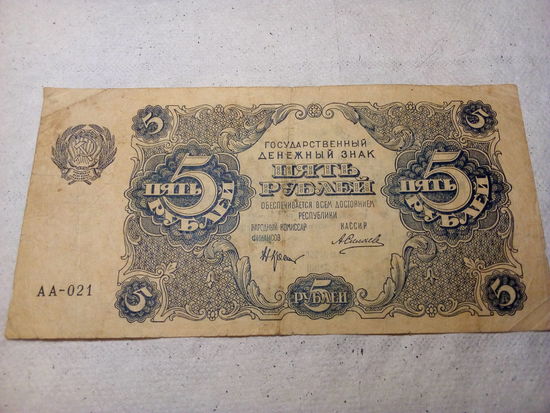 5
5
ГОСУДАРСТВЕННЫЙ
ДЕНЕЖНЫЙ ЗНАК
5 ПЯТЬ РУБЛЕЙ
ПЯТЬ
РУБЛЕЙ
5 ПЯТЬ РУБЛЕЙ
ОБЕСПЕЧИВАЕТСЯ ВСЕМ ДОСТОЯНИЕМ
РЕСПУБЛИКИ
НАРОДНЫЙ КОМИССАР КАССИР
ФИНАНСОВ
АА-021
5
5
РУБЛЕЙ
5